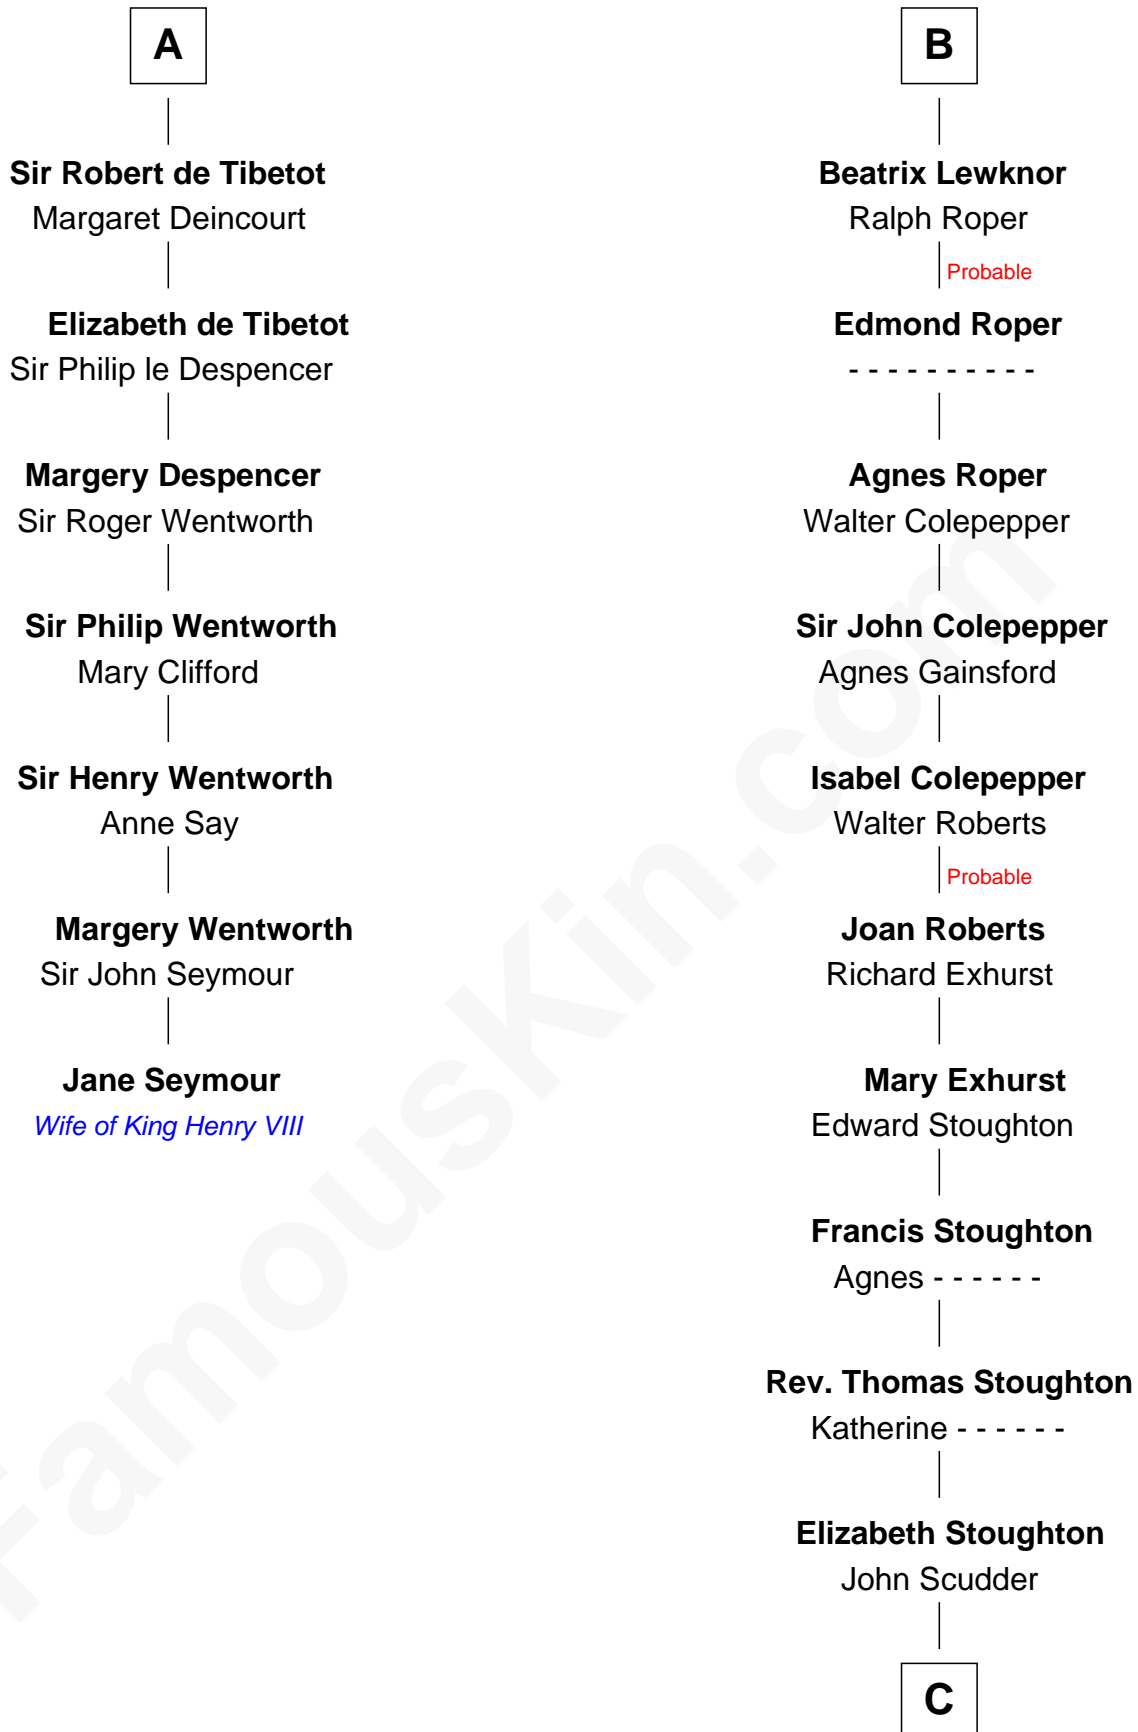 A
Sir Robert de Tibetot
Margaret Deincourt
Elizabeth de Tibetot
Sir Philip le Despencer
Margery Despencer
Sir Roger Wentworth
Sir Philip Wentworth
Mary Clifford
Sir Henry Wentworth
Anne Say
Margery Wentworth
Sir John Seymour
Jane Seymour
Wife of King Henry VIII
B
Beatrix Lewknor
Ralph Roper
Probable
Edmond Roper
- - - - - - - - - -
Agnes Roper
Walter Colepepper
Sir John Colepepper
Agnes Gainsford
Isabel Colepepper
Walter Roberts
Probable
Joan Roberts
Richard Exhurst
Mary Exhurst
Edward Stoughton
Francis Stoughton
Agnes - - - - - -
Rev. Thomas Stoughton
Katherine - - - - - -
Elizabeth Stoughton
John Scudder
C
FamousKin.com